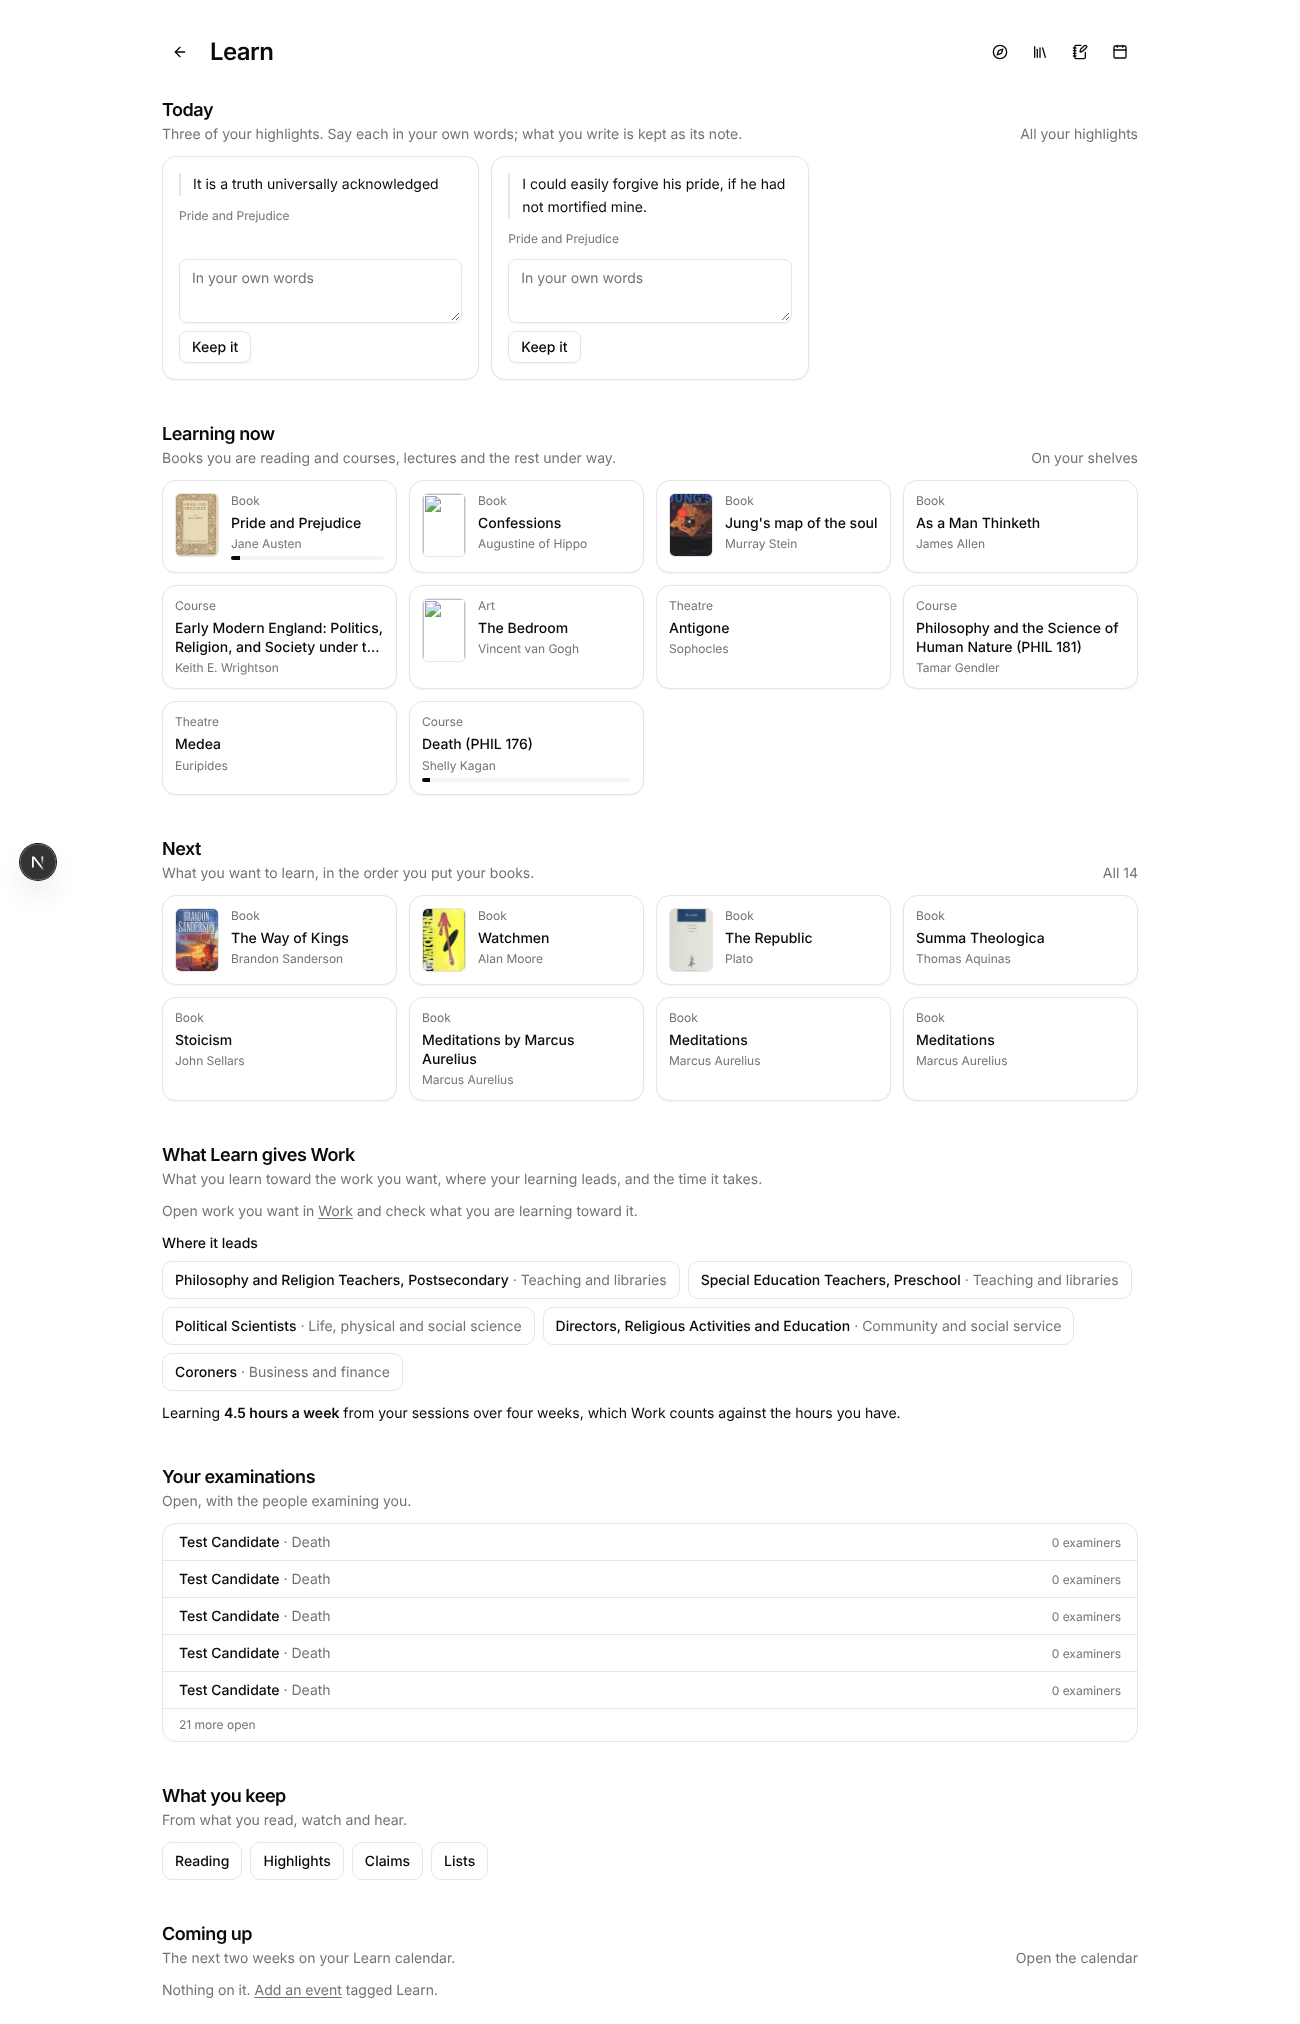 Learn
Today
Three of your highlights. Say each in your own words; what you write is kept as its note.
All your highlights
It is a truth universally acknowledged
Pride and Prejudice
In your own words
Keep it
I could easily forgive his pride, if he had
not mortified mine.
Pride and Prejudice
In your own words
Keep it
Learning now
Books you are reading and courses, lectures and the rest under way.
On your shelves
Book
Pride and Prejudice
Jane Austen
Book
Confessions
Augustine of Hippo
JUNG'S
Book
Jung's map of the soul
Murray Stein
Book
As a Man Thinketh
James Allen
Course
Early Modern England: Politics,
Religion, and Society under t...
Keith E. Wrightson
Art
The Bedroom
Vincent van Gogh
Theatre
Antigone
Sophocles
Course
Philosophy and the Science of
Human Nature (PHIL 181)
Tamar Gendler
Theatre
Medea
Euripides
Course
Death (PHIL 176)
Shelly Kagan
N
Next
What you want to learn, in the order you put your books.
All 14
BRANDON
SANDERSON
Book
The Way of Kings
Brandon Sanderson
WATCHMEN
Book
Watchmen
Alan Moore
Book
The Republic
Plato
Book
Summa Theologica
Thomas Aquinas
Book
Stoicism
John Sellars
Book
Meditations by Marcus
Aurelius
Marcus Aurelius
Book
Meditations
Marcus Aurelius
Book
Meditations
Marcus Aurelius
What Learn gives Work
What you learn toward the work you want, where your learning leads, and the time it takes.
Open work you want in Work and check what you are learning toward it.
Where it leads
Philosophy and Religion Teachers, Postsecondary · Teaching and libraries
Special Education Teachers, Preschool · Teaching and libraries
Political Scientists · Life, physical and social science
Directors, Religious Activities and Education · Community and social service
Coroners · Business and finance
Learning 4.5 hours a week from your sessions over four weeks, which Work counts against the hours you have.
Your examinations
Open, with the people examining you.
Test Candidate · Death
0 examiners
Test Candidate · Death
0 examiners
Test Candidate · Death
0 examiners
Test Candidate · Death
0 examiners
Test Candidate · Death
0 examiners
21 more open
What you keep
From what you read, watch and hear.
Reading
Highlights
Claims
Lists
Coming up
The next two weeks on your Learn calendar.
Open the calendar
Nothing on it. Add an event tagged Learn.